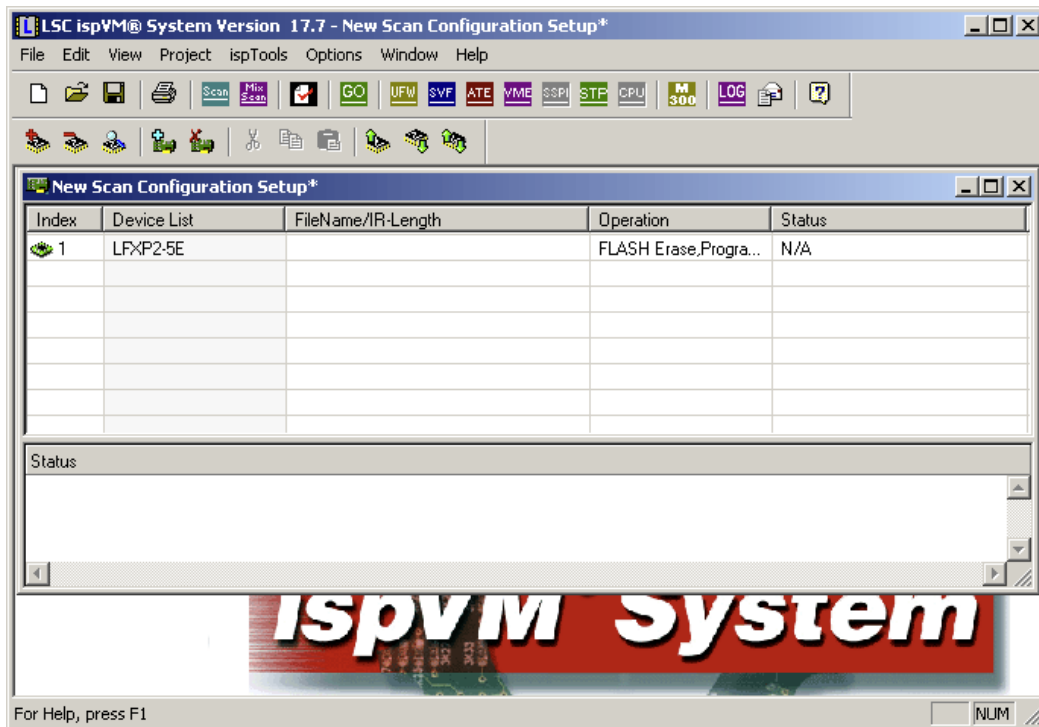 LSC ispVM® System Version 17.7 - New Scan Configuration Setup*
File Edit View Project ispTools Options Window Help
Scan Mix Scan GO UFW SVF ATE VME SSPI STP CPU M 300 LOG
New Scan Configuration Setup*
Index Device List FileName/IR-Length Operation Status
1 LFXP2-5E FLASH Erase,Progra... N/A
Status
ispVM System
For Help, press F1 NUM